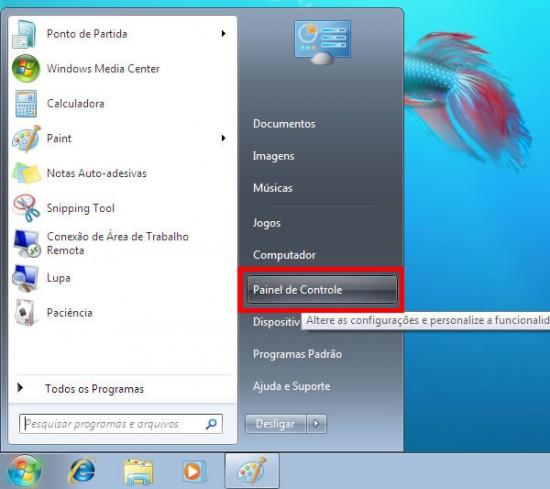 Ponto de Partida
Windows Media Center
Calculadora
Paint
Notas Auto-adesivas
Snipping Tool
Conexão de Área de Trabalho
Remota
Lupa
Paciência
Todos os Programas
Pesquisar programas e arquivos
Documentos
Imagens
Músicas
Jogos
Computador
Painel de Controle
Dispositiv
Altere as configurações e personalize a funcionalid
Programas Padrão
Ajuda e Suporte
Desligar